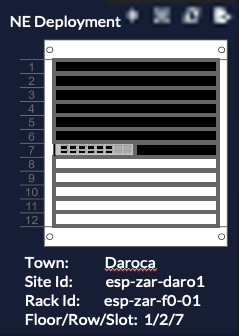 NE Deployment
1
2
3
4
5
6
7
8
9
10
11
12
Town: Daroca
Site Id: esp-zar-daro1
Rack Id: esp-zar-f0-01
Floor/Row/Slot: 1/2/7